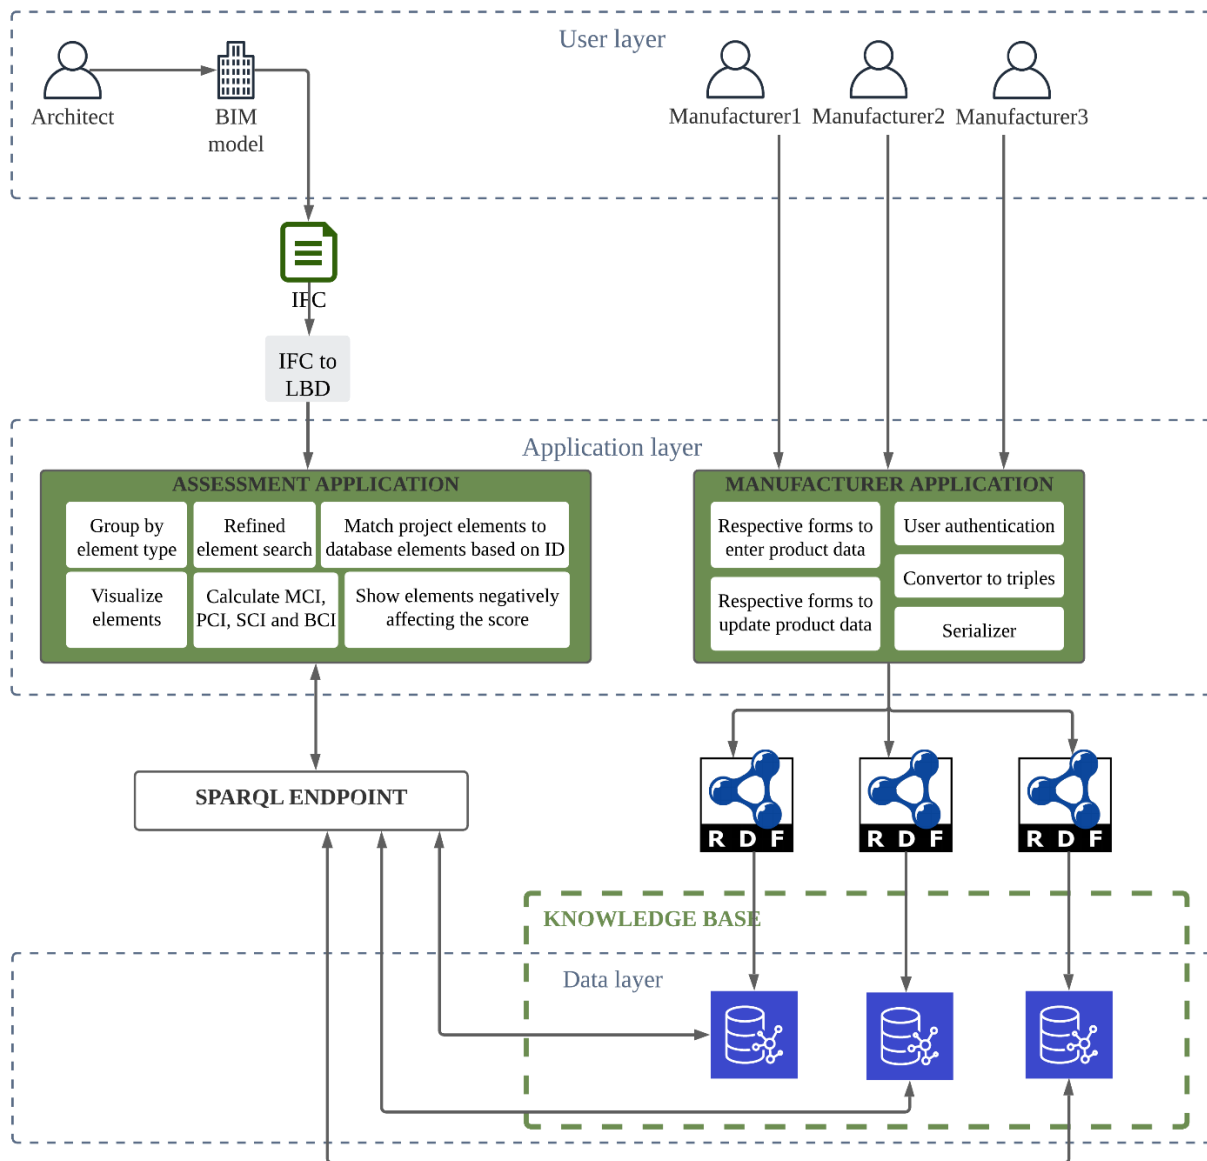 User layer
Architect
BIM
model
Manufacturer1
Manufacturer2
Manufacturer3
IFC
IFC to
LBD
Application layer
ASSESSMENT APPLICATION
Group by
element type
Refined
element search
Match project elements to
database elements based on ID
Visualize
elements
Calculate MCI,
PCI, SCI and BCI
Show elements negatively
affecting the score
MANUFACTURER APPLICATION
Respective forms to
enter product data
Respective forms to
update product data
User authentication
Convertor to triples
Serializer
SPARQL ENDPOINT
RDF
RDF
RDF
KNOWLEDGE BASE
Data layer